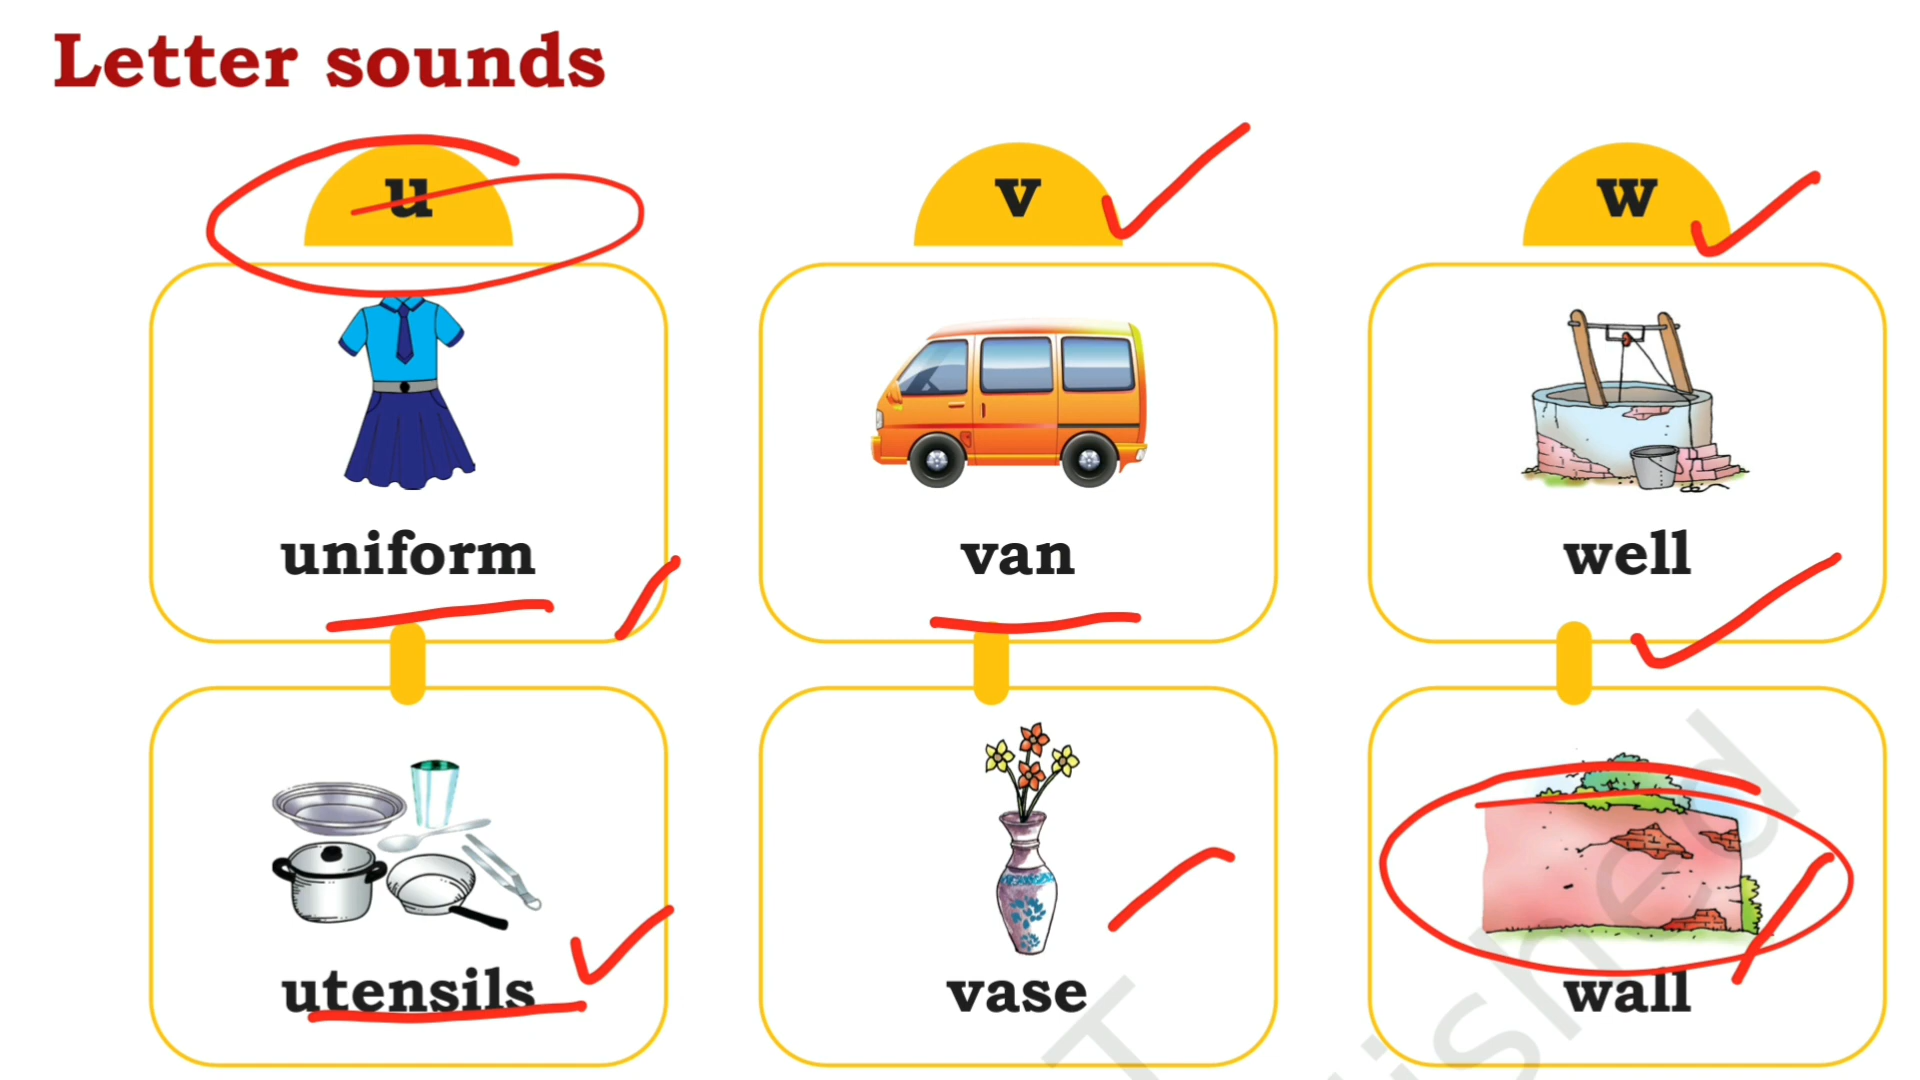 Letter sounds
u v w
uniform van well
utensils vase wall